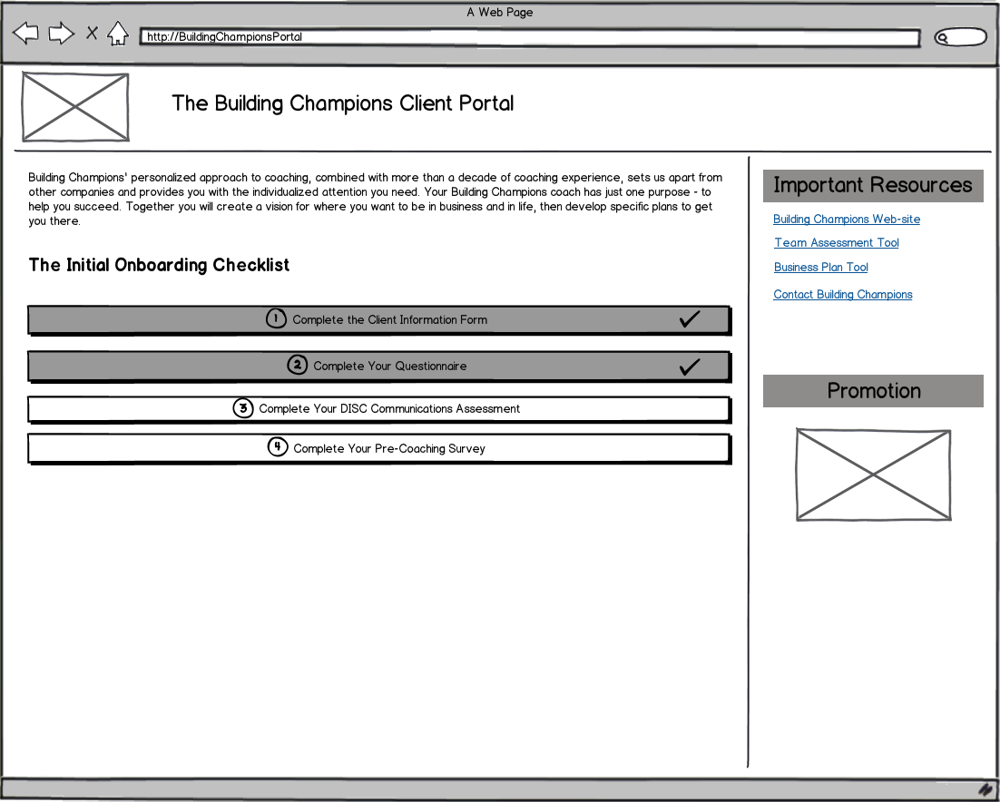 A Web Page
http://BuildingChampionsPortal
The Building Champions Client Portal
Building Champions' personalized approach to coaching, combined with more than a decade of coaching experience, sets us apart from
other companies and provides you with the individualized attention you need. Your Building Champions coach has just one purpose - to
help you succeed. Together you will create a vision for where you want to be in business and in life, then develop specific plans to get
you there.
The Initial Onboarding Checklist
1 Complete the Client Information Form
2 Complete Your Questionnaire
3 Complete Your DISC Communications Assessment
4 Complete Your Pre-Coaching Survey
Important Resources
Building Champions Web-site
Team Assessment Tool
Business Plan Tool
Contact Building Champions
Promotion